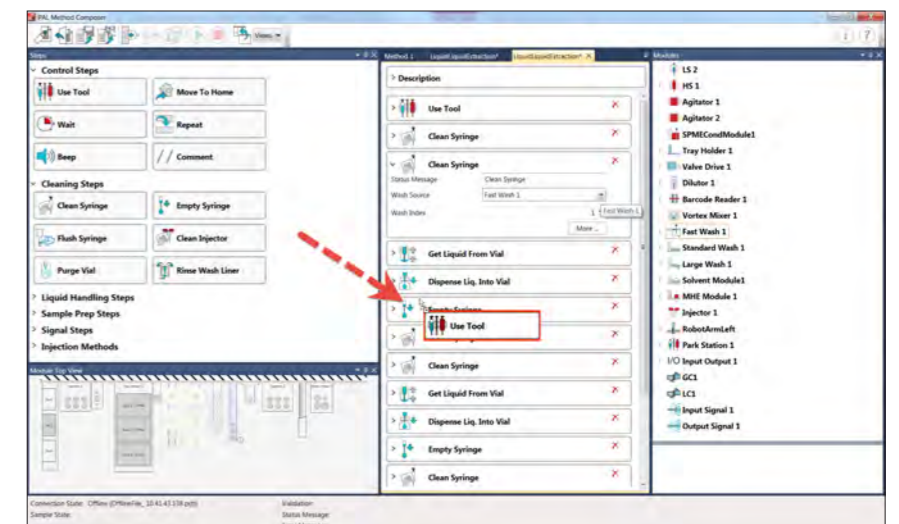 PAL Method Composer
Views
Steps
Control Steps
Use Tool
Move To Home
Wait
Repeat
Beep
Comment
Cleaning Steps
Clean Syringe
Empty Syringe
Flush Syringe
Clean Injector
Purge Vial
Rinse Wash Liner
Liquid Handling Steps
Sample Prep Steps
Signal Steps
Injection Methods
Module Top View
Connection State: Offline
Sample State:
Method 1
LiquidLiquidExtraction*
LiquidLiquidExtraction* X
Description
Use Tool
Clean Syringe
Clean Syringe
Status Message
Clean Syringe
Wash Source
Fast Wash 1
Wash Index
1
Fast Wash 1
More...
Get Liquid From Vial
Dispense Liq. Into Vial
Empty Syringe
Use Tool
Clean Syringe
Get Liquid From Vial
Dispense Liq. Into Vial
Empty Syringe
Clean Syringe
Validation:
Status Message:
Modules
LS 2
HS 1
Agitator 1
Agitator 2
SPMECondModule1
Tray Holder 1
Valve Drive 1
Dilutor 1
Barcode Reader 1
Vortex Mixer 1
Fast Wash 1
Standard Wash 1
Large Wash 1
Solvent Module1
MHE Module 1
Injector 1
RobotArmLeft
Park Station 1
I/O Input Output 1
GC1
LC1
Input Signal 1
Output Signal 1